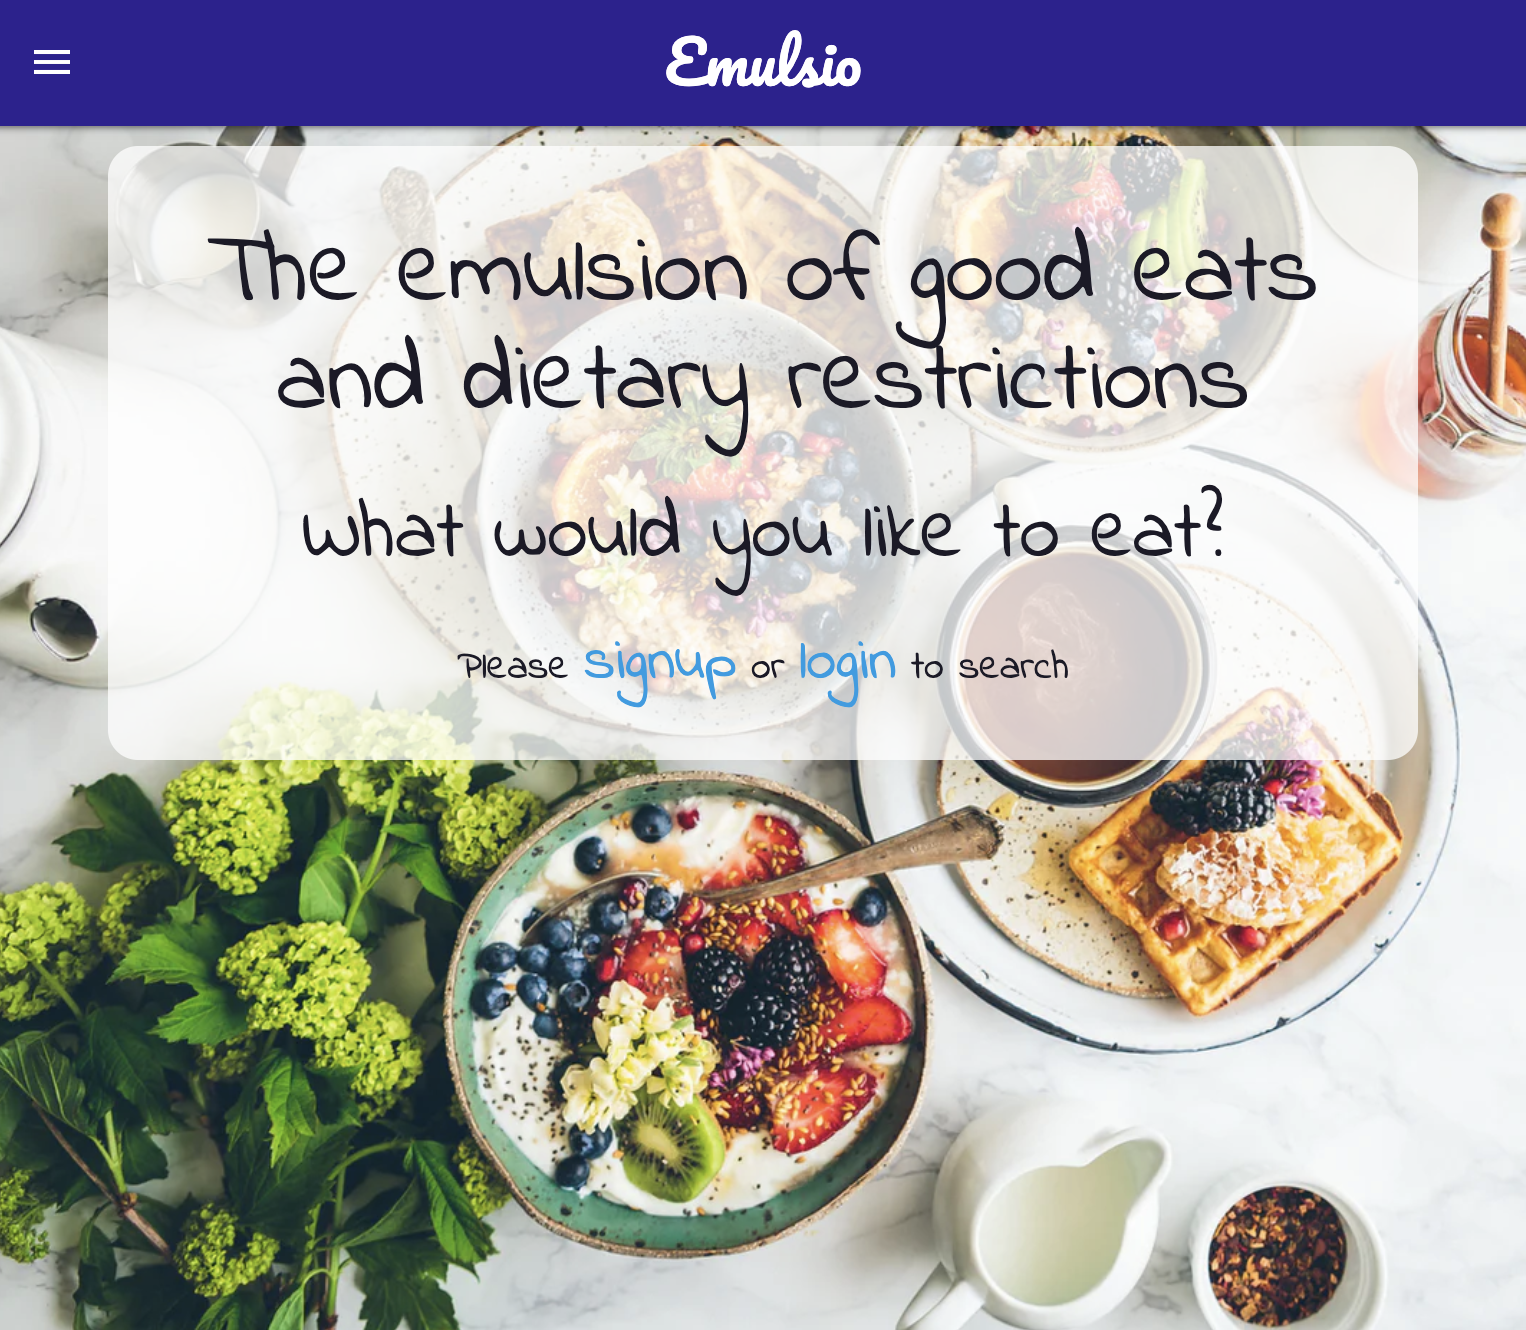 Emulsio
The emulsion of good eats
and dietary restrictions
What would you like to eat?
Please signup or login to search